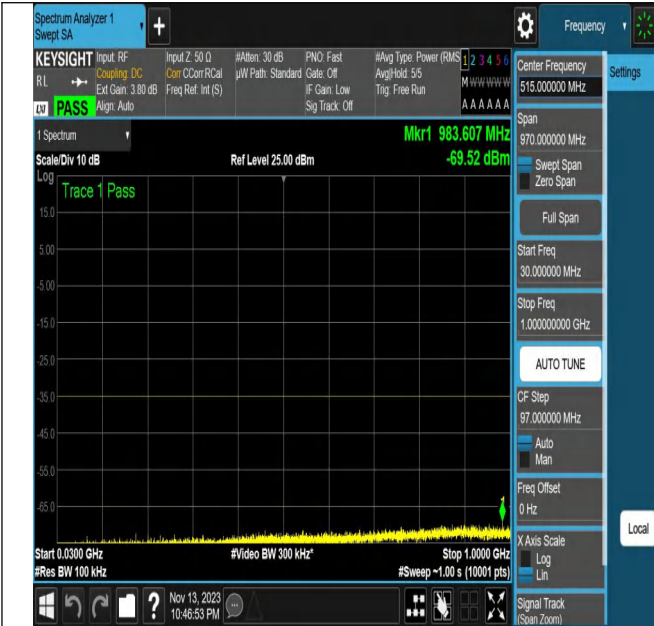 Spectrum Analyzer 1
Swept SA
+
Frequency
KEYSIGHT
RL
LXI
PASS
Input: RF
Coupling: DC
Ext Gain: 3.80 dB
Align: Auto
Input Z: 50 Ω
Corr CCorr RCal
Freq Ref: Int (S)
#Atten: 30 dB
µW Path: Standard
PNO: Fast
Gate: Off
IF Gain: Low
Sig Track: Off
#Avg Type: Power (RMS
Avg|Hold: 5/5
Trig: Free Run
1 2 3 4 5 6
M W W W W W
A A A A A A
1 Spectrum
Mkr1 983.607 MHz
-69.52 dBm
Scale/Div 10 dB
Ref Level 25.00 dBm
Log
Trace 1 Pass
15.0
5.00
-5.00
-15.0
-25.0
-35.0
-45.0
-55.0
-65.0
1
Start 0.0300 GHz
#Video BW 300 kHz*
Stop 1.0000 GHz
#Res BW 100 kHz
#Sweep ~1.00 s (10001 pts)
?
Nov 13, 2023
10:46:53 PM
Center Frequency
515.000000 MHz
Settings
Span
970.000000 MHz
Swept Span
Zero Span
Full Span
Start Freq
30.000000 MHz
Stop Freq
1.000000000 GHz
AUTO TUNE
CF Step
97.000000 MHz
Auto
Man
Freq Offset
0 Hz
Local
X Axis Scale
Log
Lin
Signal Track
(Span Zoom)